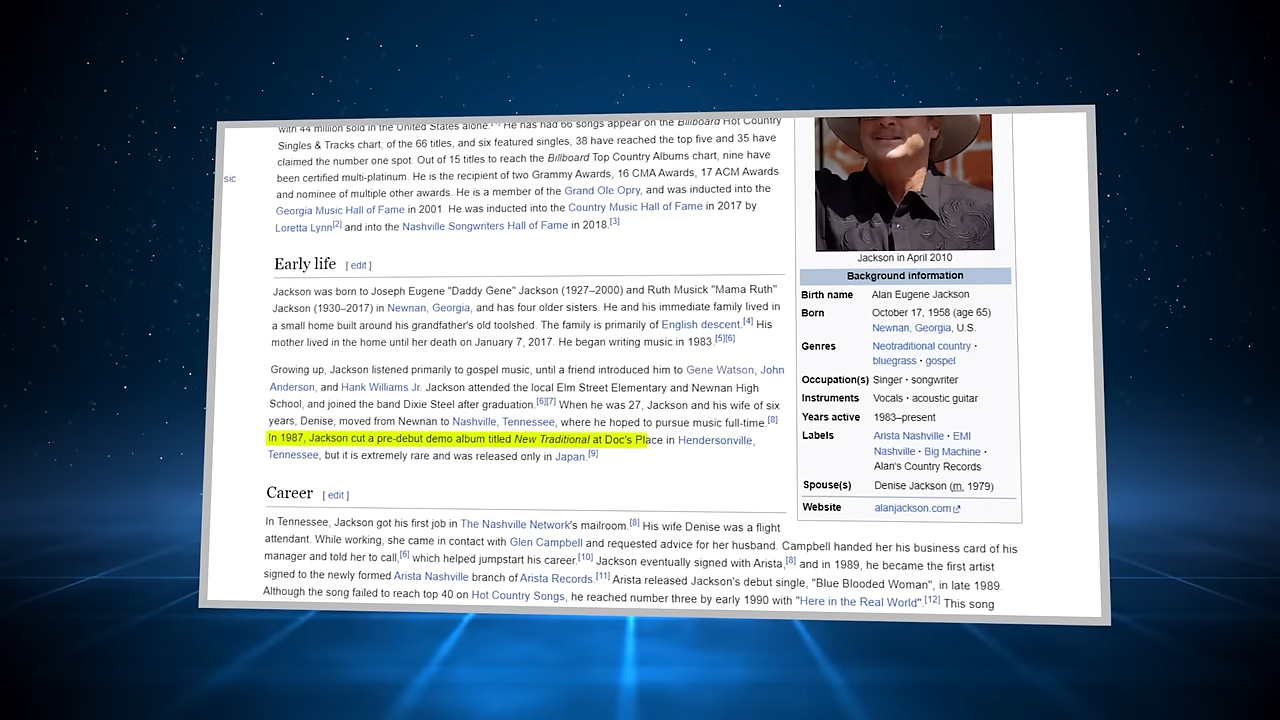 with 44 million sold in the United States alone. He has had 66 songs appear on the Billboard Hot Country
Singles & Tracks chart; of the 66 titles, and six featured singles, 38 have reached the top five and 35 have
claimed the number one spot. Out of 15 titles to reach the Billboard Top Country Albums chart, nine have
been certified multi-platinum. He is the recipient of two Grammy Awards, 16 CMA Awards, 17 ACM Awards
sic
and nominee of multiple other awards. He is a member of the Grand Ole Opry, and was inducted into the
Georgia Music Hall of Fame in 2001. He was inducted into the Country Music Hall of Fame in 2017 by
Loretta Lynn[2] and into the Nashville Songwriters Hall of Fame in 2018.[3]
Early life [ edit ]
Jackson was born to Joseph Eugene "Daddy Gene" Jackson (1927–2000) and Ruth Musick "Mama Ruth"
Jackson (1930–2017) in Newnan, Georgia, and has four older sisters. He and his immediate family lived in
a small home built around his grandfather's old toolshed. The family is primarily of English descent.[4] His
mother lived in the home until her death on January 7, 2017. He began writing music in 1983.[5][6]
Growing up, Jackson listened primarily to gospel music, until a friend introduced him to Gene Watson, John
Anderson, and Hank Williams Jr. Jackson attended the local Elm Street Elementary and Newnan High
School, and joined the band Dixie Steel after graduation.[6][7] When he was 27, Jackson and his wife of six
years, Denise, moved from Newnan to Nashville, Tennessee, where he hoped to pursue music full-time.[8]
In 1987, Jackson cut a pre-debut demo album titled New Traditional at Doc's Place in Hendersonville,
Tennessee, but it is extremely rare and was released only in Japan.[9]
Jackson in April 2010
Background information
Birth name Alan Eugene Jackson
Born October 17, 1958 (age 65)
Newnan, Georgia, U.S.
Genres Neotraditional country ·
bluegrass · gospel
Occupation(s) Singer · songwriter
Instruments Vocals · acoustic guitar
Years active 1983–present
Labels Arista Nashville · EMI
Nashville · Big Machine ·
Alan's Country Records
Spouse(s) Denise Jackson (m. 1979)
Website alanjackson.com
Career [ edit ]
In Tennessee, Jackson got his first job in The Nashville Network's mailroom.[8] His wife Denise was a flight
attendant. While working, she came in contact with Glen Campbell and requested advice for her husband. Campbell handed her his business card of his
manager and told her to call,[6] which helped jumpstart his career.[10] Jackson eventually signed with Arista,[8] and in 1989, he became the first artist
signed to the newly formed Arista Nashville branch of Arista Records.[11] Arista released Jackson's debut single, "Blue Blooded Woman", in late 1989.
Although the song failed to reach top 40 on Hot Country Songs, he reached number three by early 1990 with "Here in the Real World".[12] This song